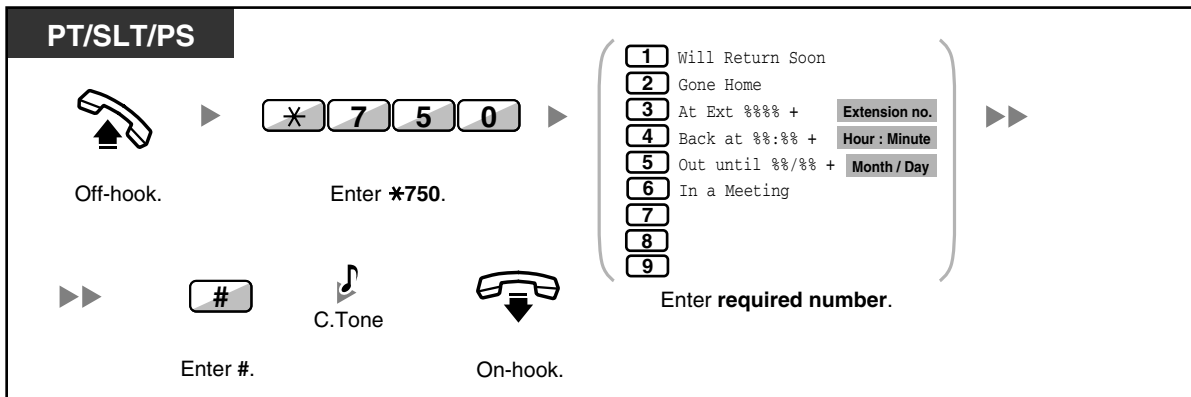 PT/SLT/PS
1 Will Return Soon
2 Gone Home
3 At Ext %%%% + Extension no.
4 Back at %%:%% + Hour : Minute
5 Out until %%/%% + Month / Day
6 In a Meeting
7
8
9
* 7 5 0
Off-hook.
Enter *750.
Enter required number.
#
C.Tone
Enter #.
On-hook.